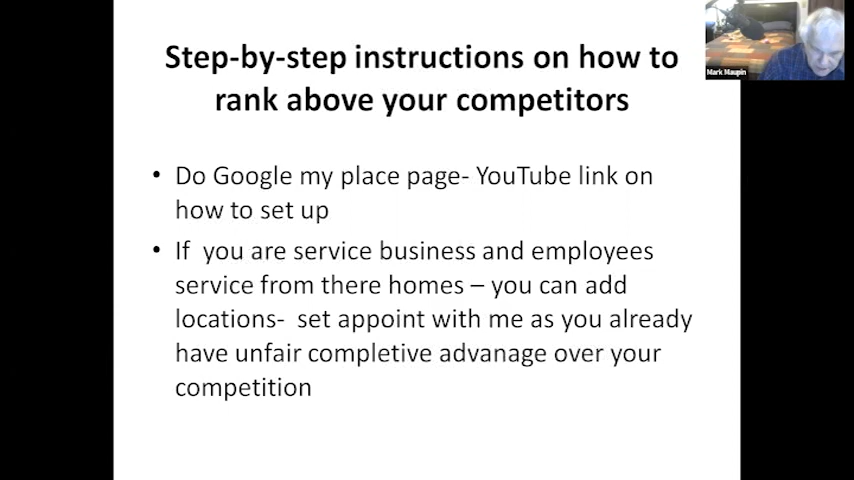 Step-by-step instructions on how to
rank above your competitors
Mark Maupin
• Do Google my place page- YouTube link on
how to set up
• If  you are service business and employees
service from there homes – you can add
locations-  set appoint with me as you already
have unfair completive advanage over your
competition